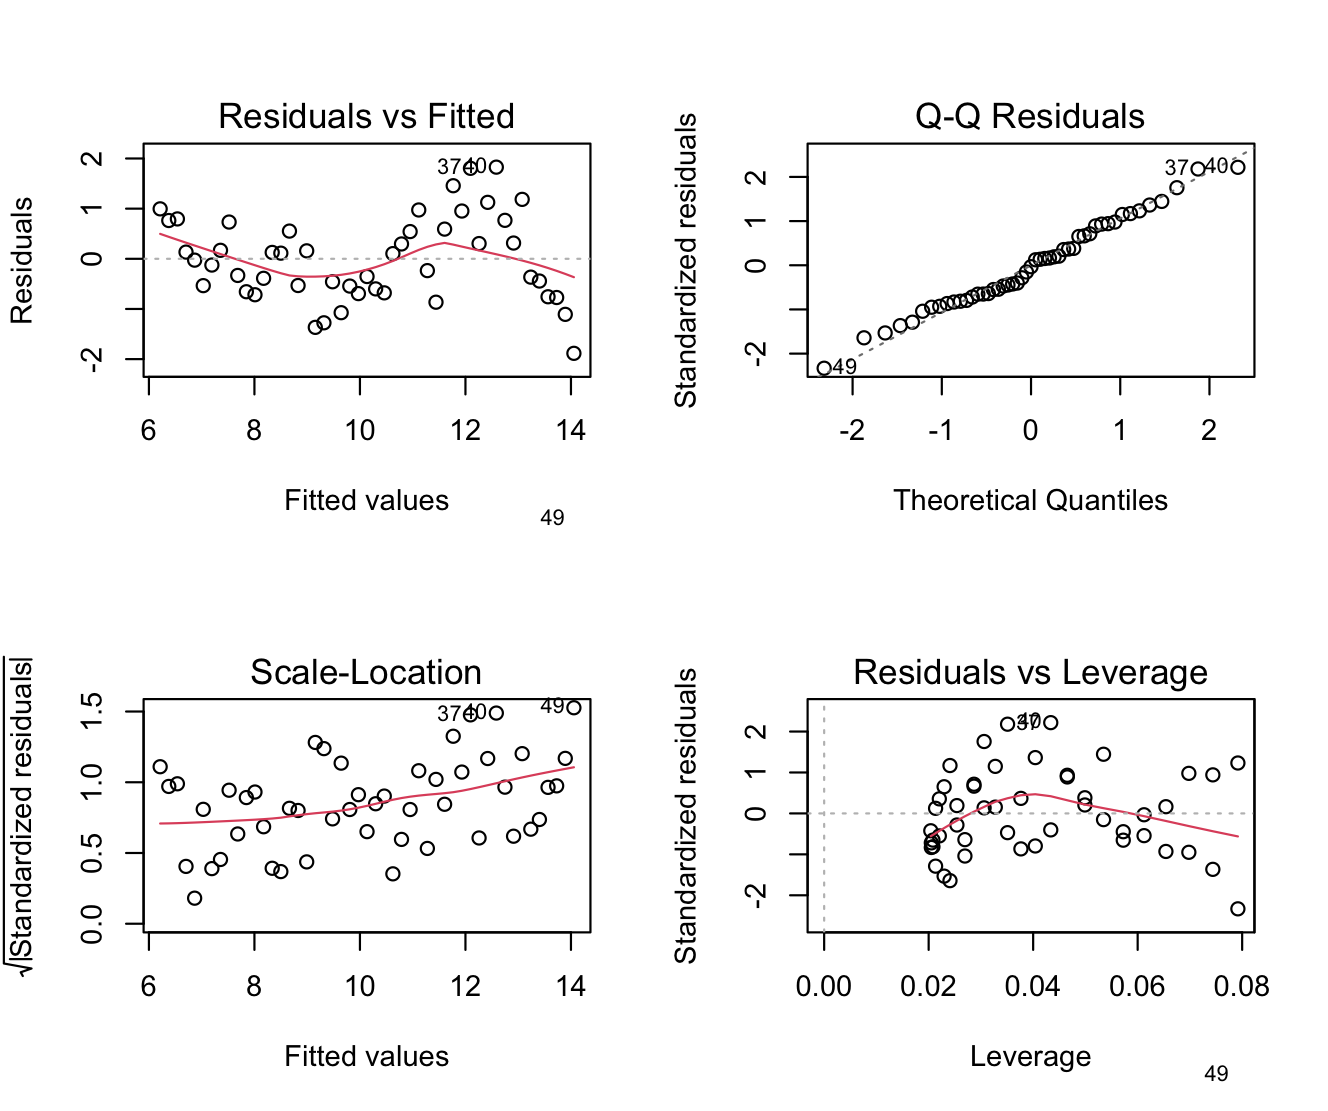 Residuals vs Fitted
Residuals
2
1
0
-2
37
40
6 8 10 12 14
Fitted values
49
Q-Q Residuals
Standardized residuals
2
1
0
-2
37
40
49
-2 -1 0 1 2
Theoretical Quantiles
Scale-Location
√|Standardized residuals|
1.5
1.0
0.5
0.0
37
40
49
6 8 10 12 14
Fitted values
Residuals vs Leverage
Standardized residuals
2
1
0
-2
40
37
0.00 0.02 0.04 0.06 0.08
Leverage
49